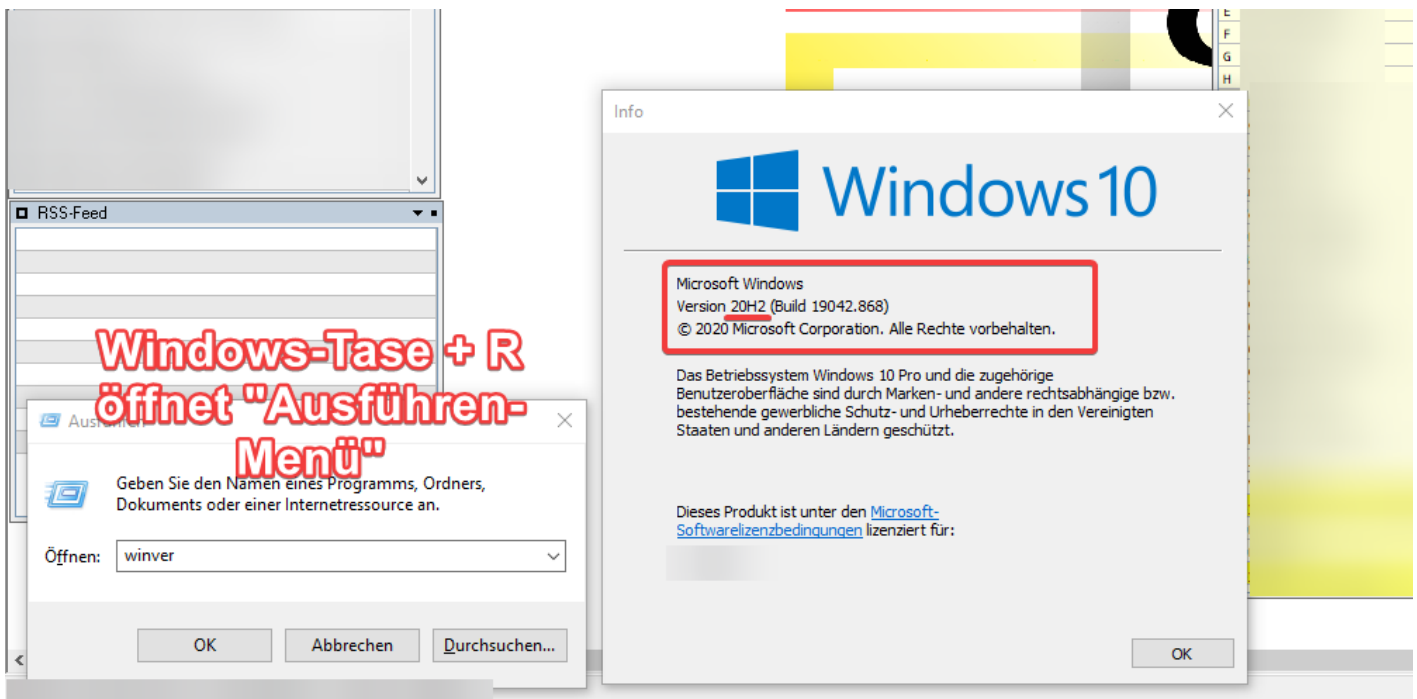 E
F
G
H
RSS-Feed
Windows-Tase + R
öffnet "Ausführen-
Menü"
Geben Sie den Namen eines Programms, Ordners,
Dokuments oder einer Internetressource an.
Öffnen: winver
OK Abbrechen Durchsuchen...
Info
Windows 10
Microsoft Windows
Version 20H2 (Build 19042.868)
© 2020 Microsoft Corporation. Alle Rechte vorbehalten.
Das Betriebssystem Windows 10 Pro und die zugehörige
Benutzeroberfläche sind durch Marken- und andere rechtsabhängige bzw.
bestehende gewerbliche Schutz- und Urheberrechte in den Vereinigten
Staaten und anderen Ländern geschützt.
Dieses Produkt ist unter den Microsoft-
Softwarelizenzbedingungen lizenziert für:
OK